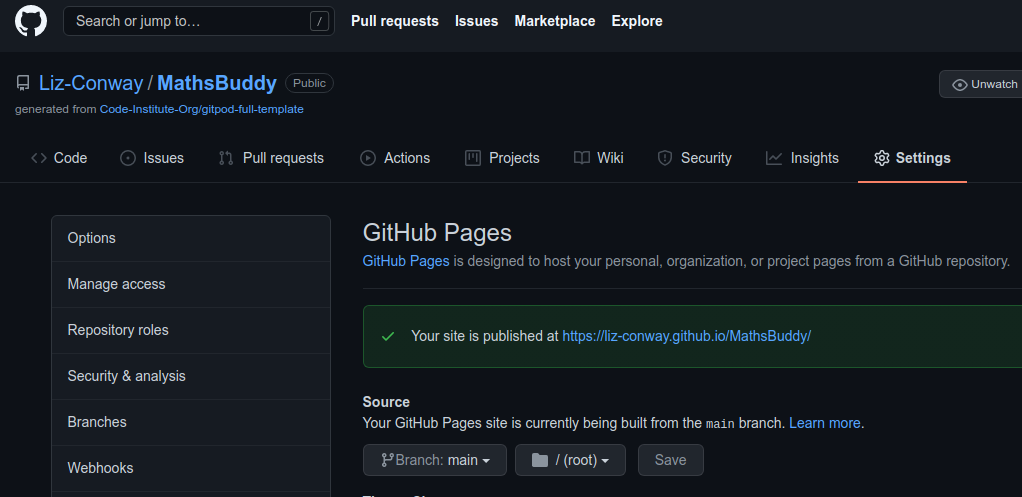 Search or jump to… /
Pull requests Issues Marketplace Explore
Liz-Conway / MathsBuddy Public
Unwatch
generated from Code-Institute-Org/gitpod-full-template
Code Issues Pull requests Actions Projects Wiki Security Insights Settings
Options
Manage access
Repository roles
Security & analysis
Branches
Webhooks
GitHub Pages
GitHub Pages is designed to host your personal, organization, or project pages from a GitHub repository.
Your site is published at https://liz-conway.github.io/MathsBuddy/
Source
Your GitHub Pages site is currently being built from the main branch. Learn more.
Branch: main / (root) Save